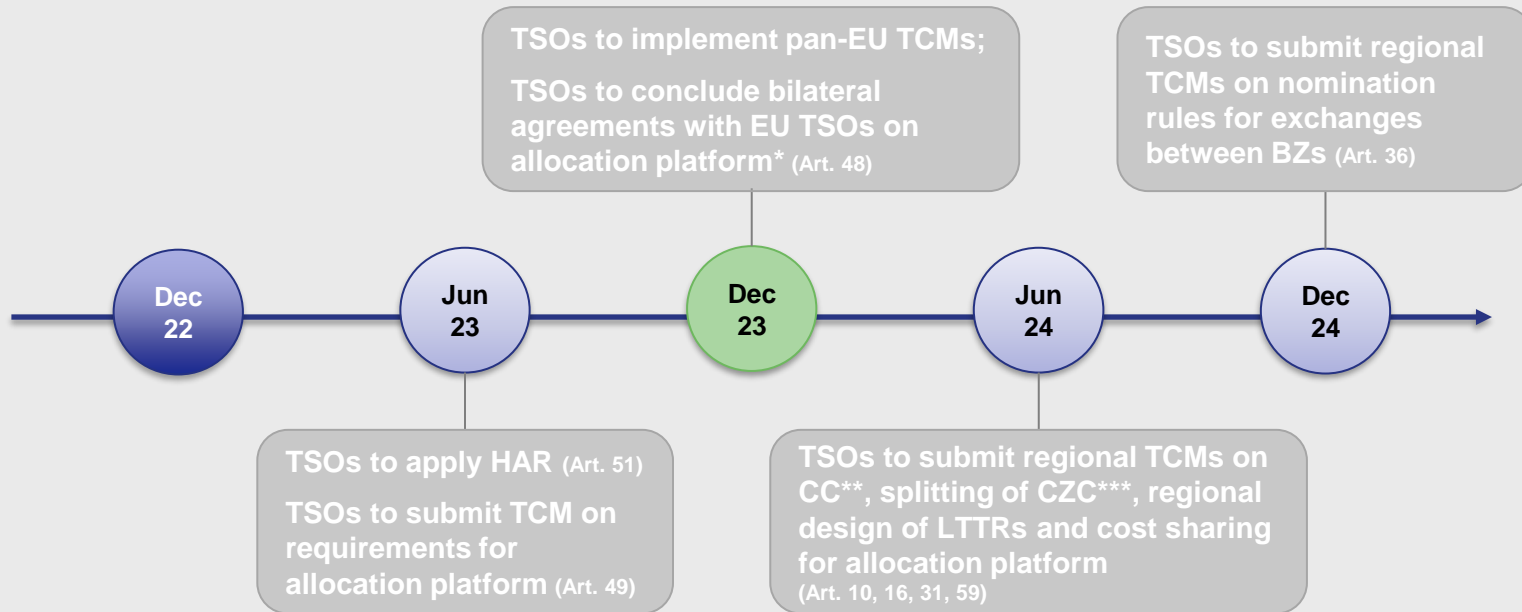 TSOs to implement pan-EU TCMs;
TSOs to conclude bilateral
agreements with EU TSOs on
allocation platform* (Art. 48)
TSOs to submit regional
TCMs on nomination
rules for exchanges
between BZs (Art. 36)
Dec
22
Jun
23
Dec
23
Jun
24
Dec
24
TSOs to apply HAR (Art. 51)
TSOs to submit TCM on
requirements for
allocation platform (Art. 49)
TSOs to submit regional TCMs on
CC**, splitting of CZC***, regional
design of LTTRs and cost sharing
for allocation platform
(Art. 10, 16, 31, 59)